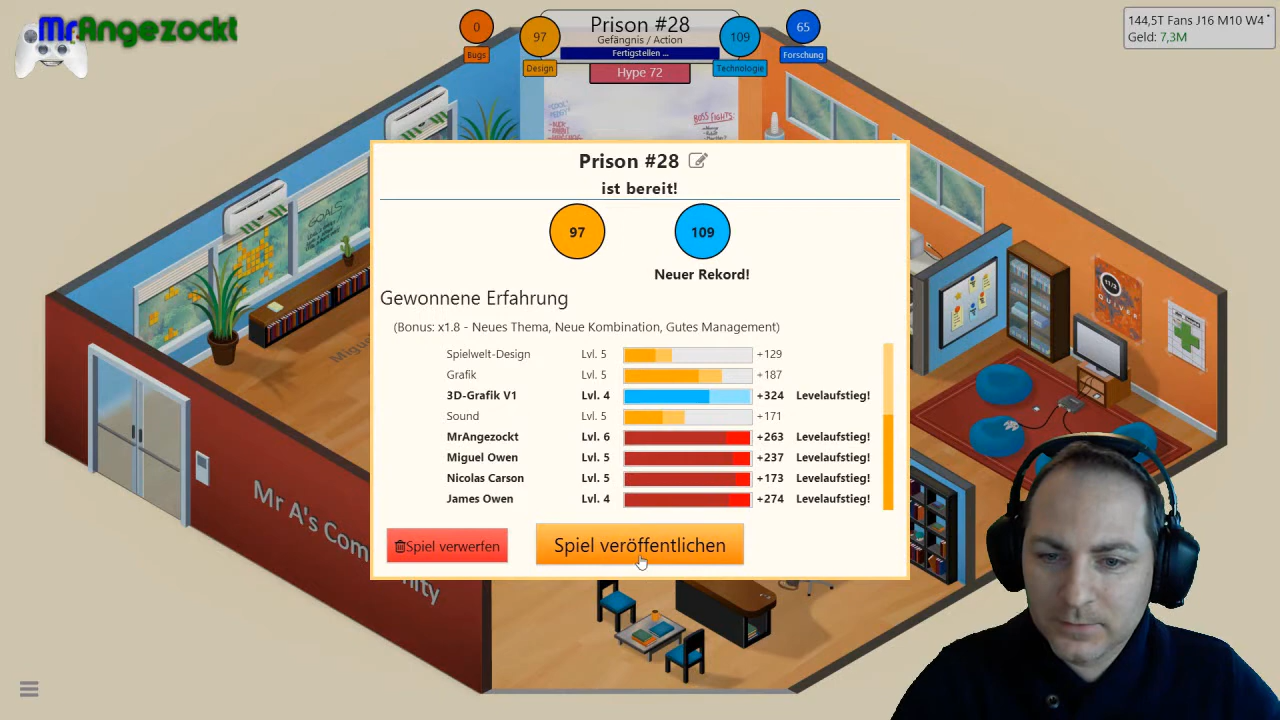 MrAngezockt
0
Bugs
97
Design
Prison #28
Gefängnis / Action
Fertigstellen ...
Hype 72
109
Technologie
65
Forschung
144,5T Fans J16 M10 W4
Geld: 7,3M
BOSS FIGHTS:
GOALS
Prison #28
ist bereit!
97
109
Neuer Rekord!
Gewonnene Erfahrung
(Bonus: x1.8 - Neues Thema, Neue Kombination, Gutes Management)
Spielwelt-Design Lvl. 5 +129
Grafik Lvl. 5 +187
3D-Grafik V1 Lvl. 4 +324 Levelaufstieg!
Sound Lvl. 5 +171
MrAngezockt Lvl. 6 +263 Levelaufstieg!
Miguel Owen Lvl. 5 +237 Levelaufstieg!
Nicolas Carson Lvl. 5 +173 Levelaufstieg!
James Owen Lvl. 4 +274 Levelaufstieg!
Spiel verwerfen
Spiel veröffentlichen